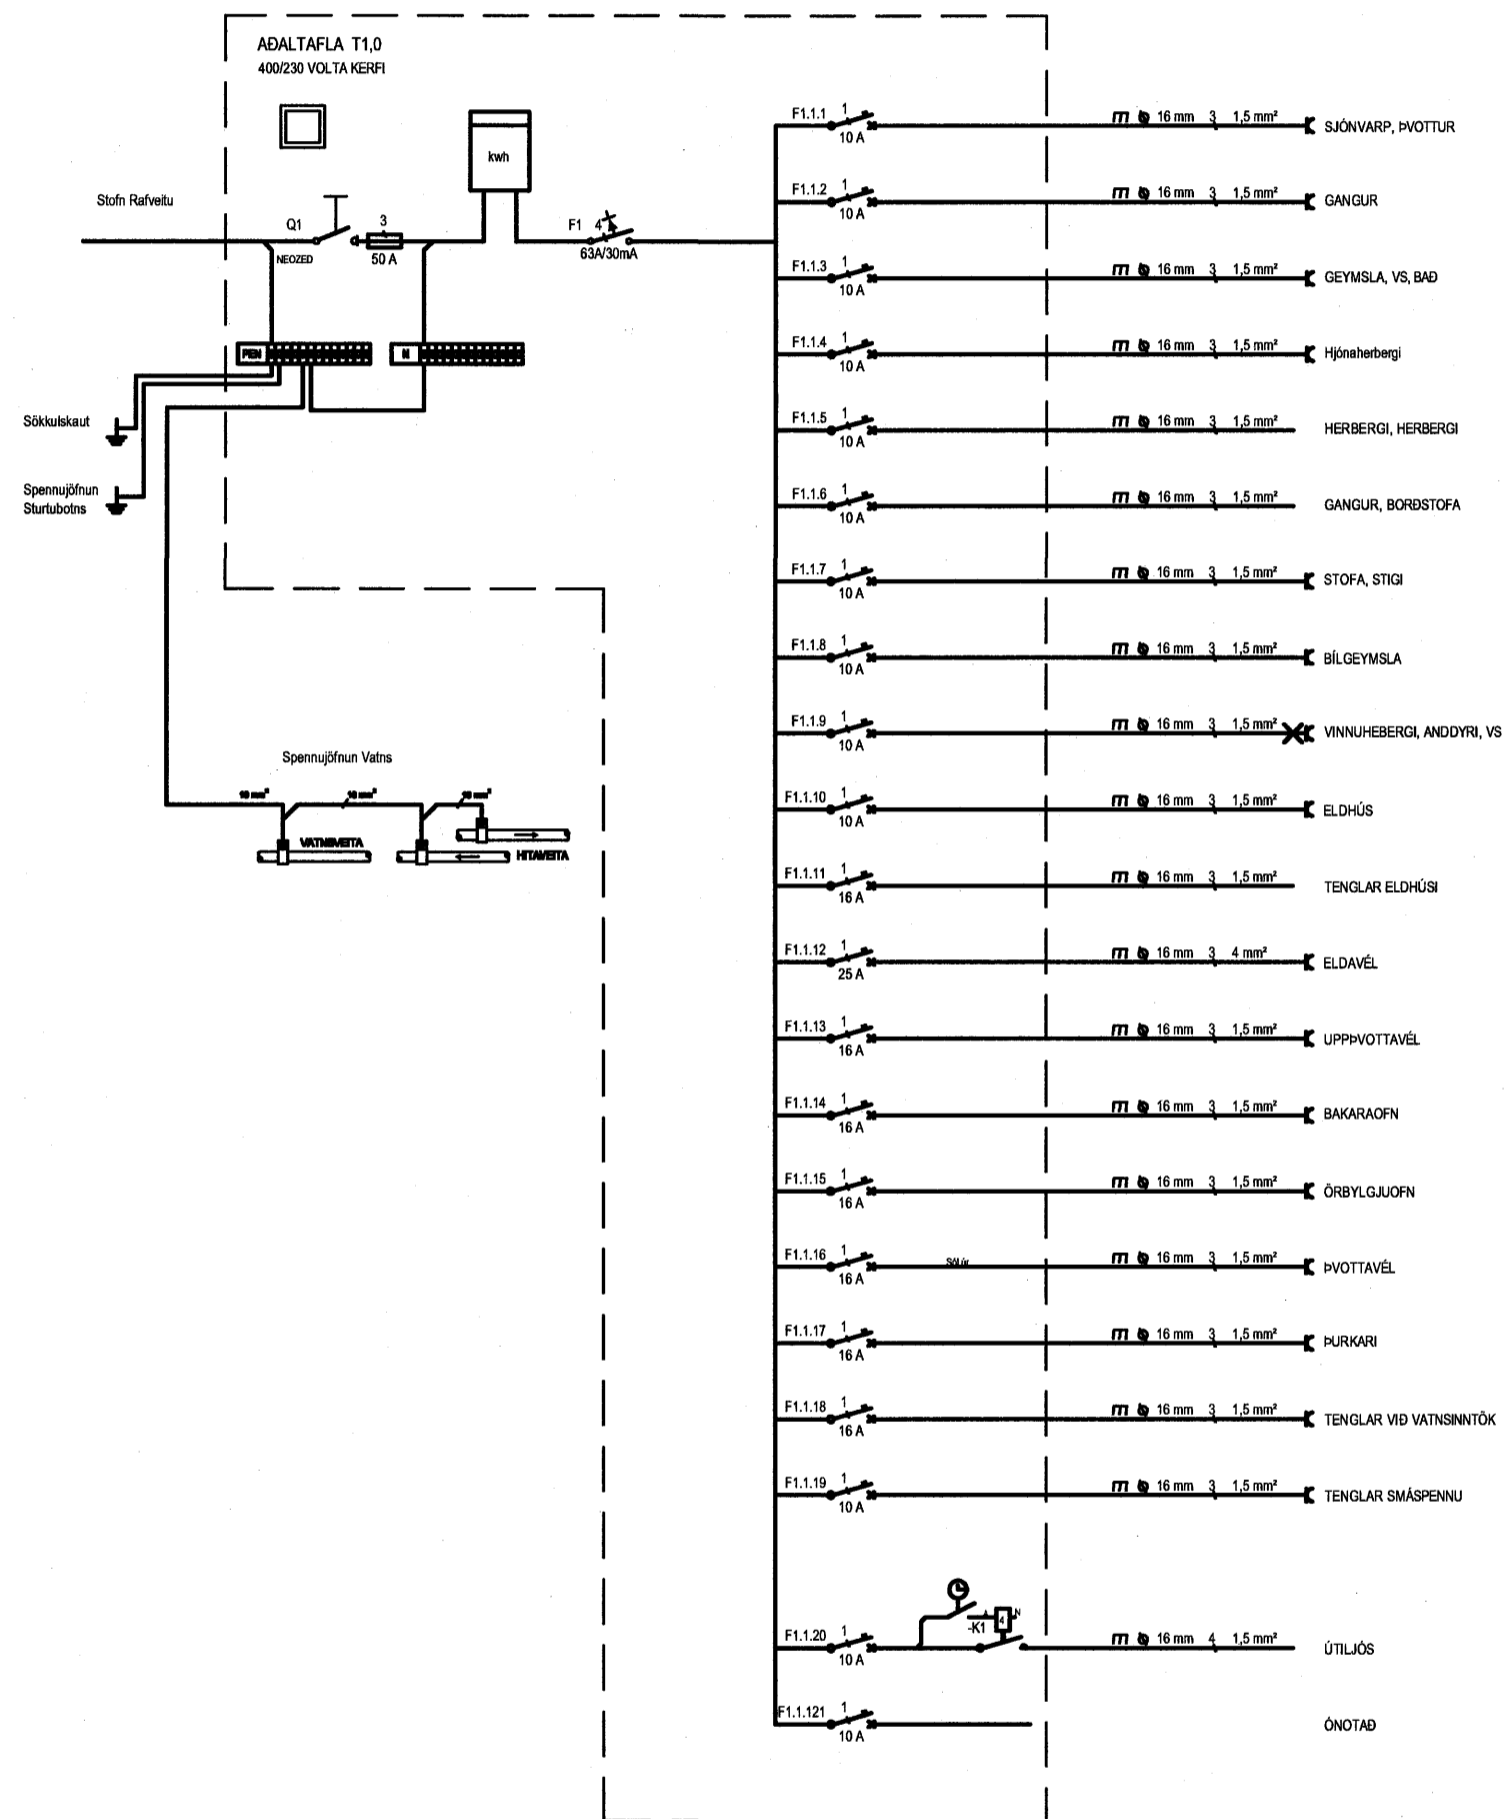 AÐALTAFLA T1,0
400/230 VOLTA KERFI
kwh
Stofn Rafveitu
Q1
NEOZED
3
50 A
F1
4
63A/30mA
PEN
N
Sökkulskaut
Spennujöfnun
Sturtubotns
Spennujöfnun Vatns
10 mm²
10 mm²
10 mm²
VATNSVEITA
HITAVEITA
F1.1.1 1 10 A 16 mm 3 1,5 mm² SJÓNVARP, ÞVOTTUR
F1.1.2 1 10 A 16 mm 3 1,5 mm² GANGUR
F1.1.3 1 10 A 16 mm 3 1,5 mm² GEYMSLA, VS, BAÐ
F1.1.4 1 10 A 16 mm 3 1,5 mm² Hjónaherbergi
F1.1.5 1 10 A 16 mm 3 1,5 mm² HERBERGI, HERBERGI
F1.1.6 1 10 A 16 mm 3 1,5 mm² GANGUR, BORÐSTOFA
F1.1.7 1 10 A 16 mm 3 1,5 mm² STOFA, STIGI
F1.1.8 1 10 A 16 mm 3 1,5 mm² BÍLGEYMSLA
F1.1.9 1 10 A 16 mm 3 1,5 mm² VINNUHEBERGI, ANDDYRI, VS
F1.1.10 1 10 A 16 mm 3 1,5 mm² ELDHÚS
F1.1.11 1 16 A 16 mm 3 1,5 mm² TENGLAR ELDHÚSI
F1.1.12 1 25 A 16 mm 3 4 mm² ELDAVÉL
F1.1.13 1 16 A 16 mm 3 1,5 mm² UPPÞVOTTAVÉL
F1.1.14 1 16 A 16 mm 3 1,5 mm² BAKARAOFN
F1.1.15 1 16 A 16 mm 3 1,5 mm² ÖRBYLGJUOFN
F1.1.16 1 16 A 16 mm 3 1,5 mm² ÞVOTTAVÉL
F1.1.17 1 16 A 16 mm 3 1,5 mm² ÞURKARI
F1.1.18 1 16 A 16 mm 3 1,5 mm² TENGLAR VIÐ VATNSINNTÖK
F1.1.19 1 10 A 16 mm 3 1,5 mm² TENGLAR SMÁSPENNU
-K1 4 N
F1.1.20 1 10 A 16 mm 4 1,5 mm² ÚTILJÓS
F1.1.121 1 10 A ÓNOTAÐ